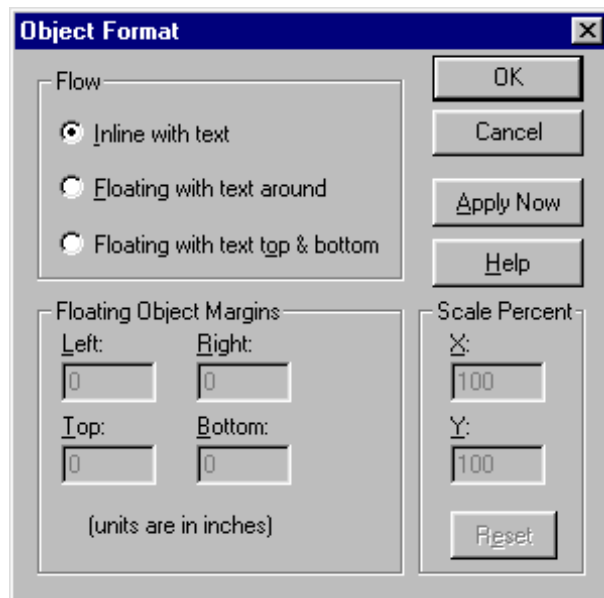 Object Format
Flow
Inline with text
Floating with text around
Floating with text top & bottom
OK
Cancel
Apply Now
Help
Floating Object Margins
Left: Right:
0 0
Top: Bottom:
0 0
(units are in inches)
Scale Percent
X:
100
Y:
100
Reset